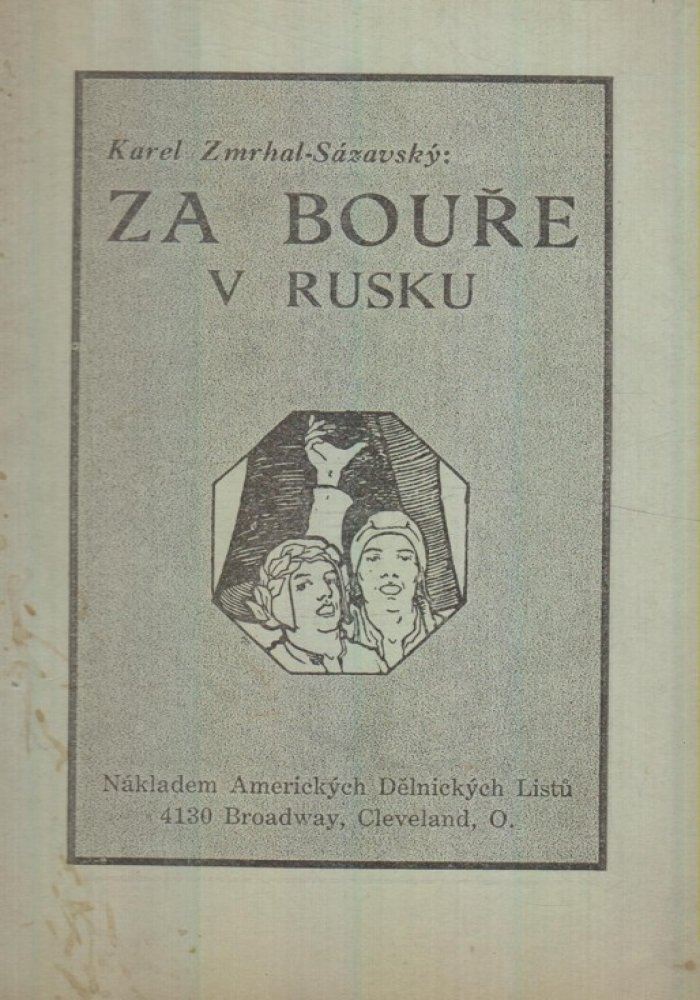 Karel Zmrhal-Sázavský:
ZA BOUŘE
V RUSKU
Nákladem Amerických Dělnických Listů
4130 Broadway, Cleveland, O.